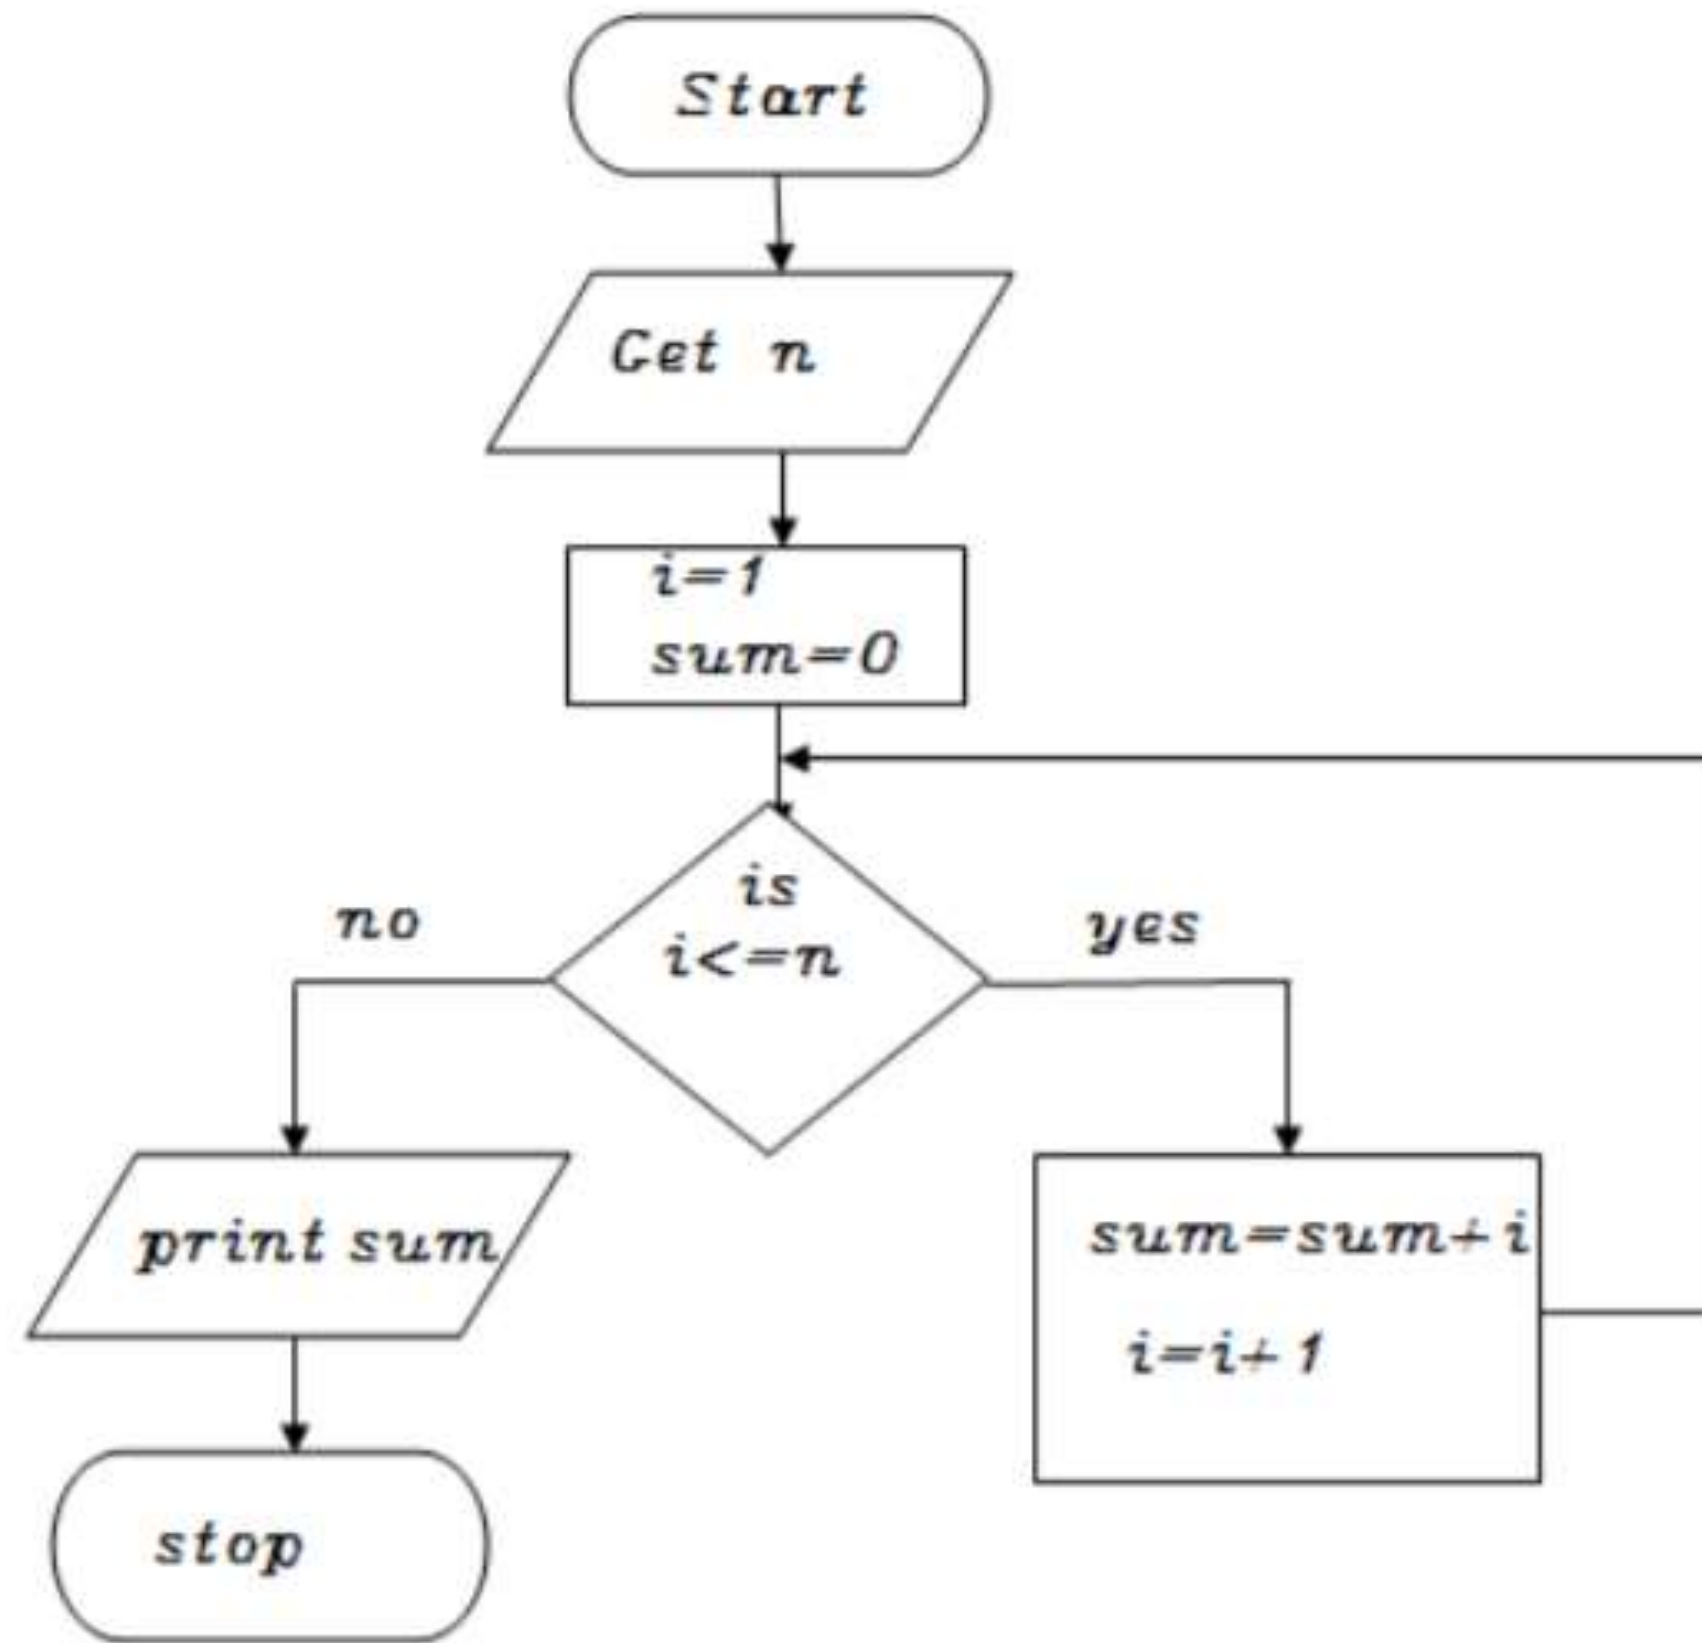 Start
Get n
i=1
sum=0
is
i<=n
no
yes
print sum
sum=sum+i
i=i+1
stop